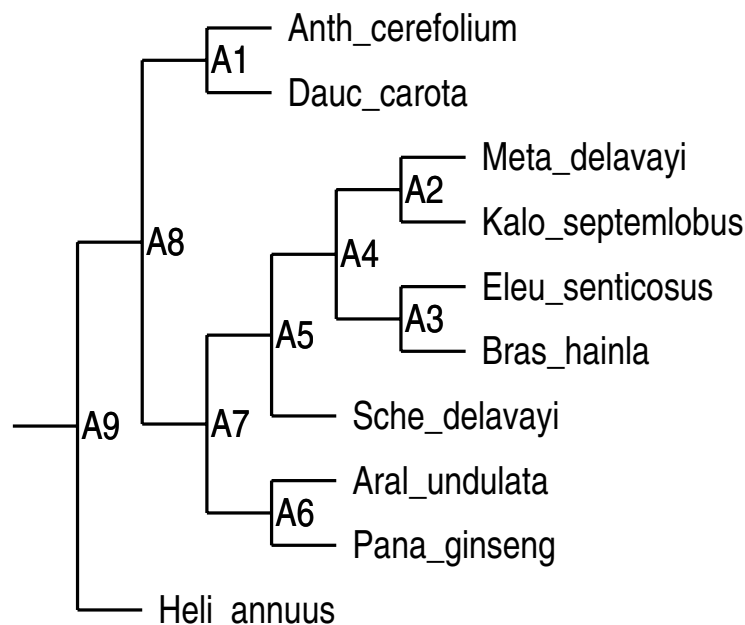 Anth_cerefolium
A1
Dauc_carota
Meta_delavayi
A2
Kalo_septemlobus
A8
A4
Eleu_senticosus
A3
A5
Bras_hainla
Sche_delavayi
A9
A7
Aral_undulata
A6
Pana_ginseng
Heli_annuus